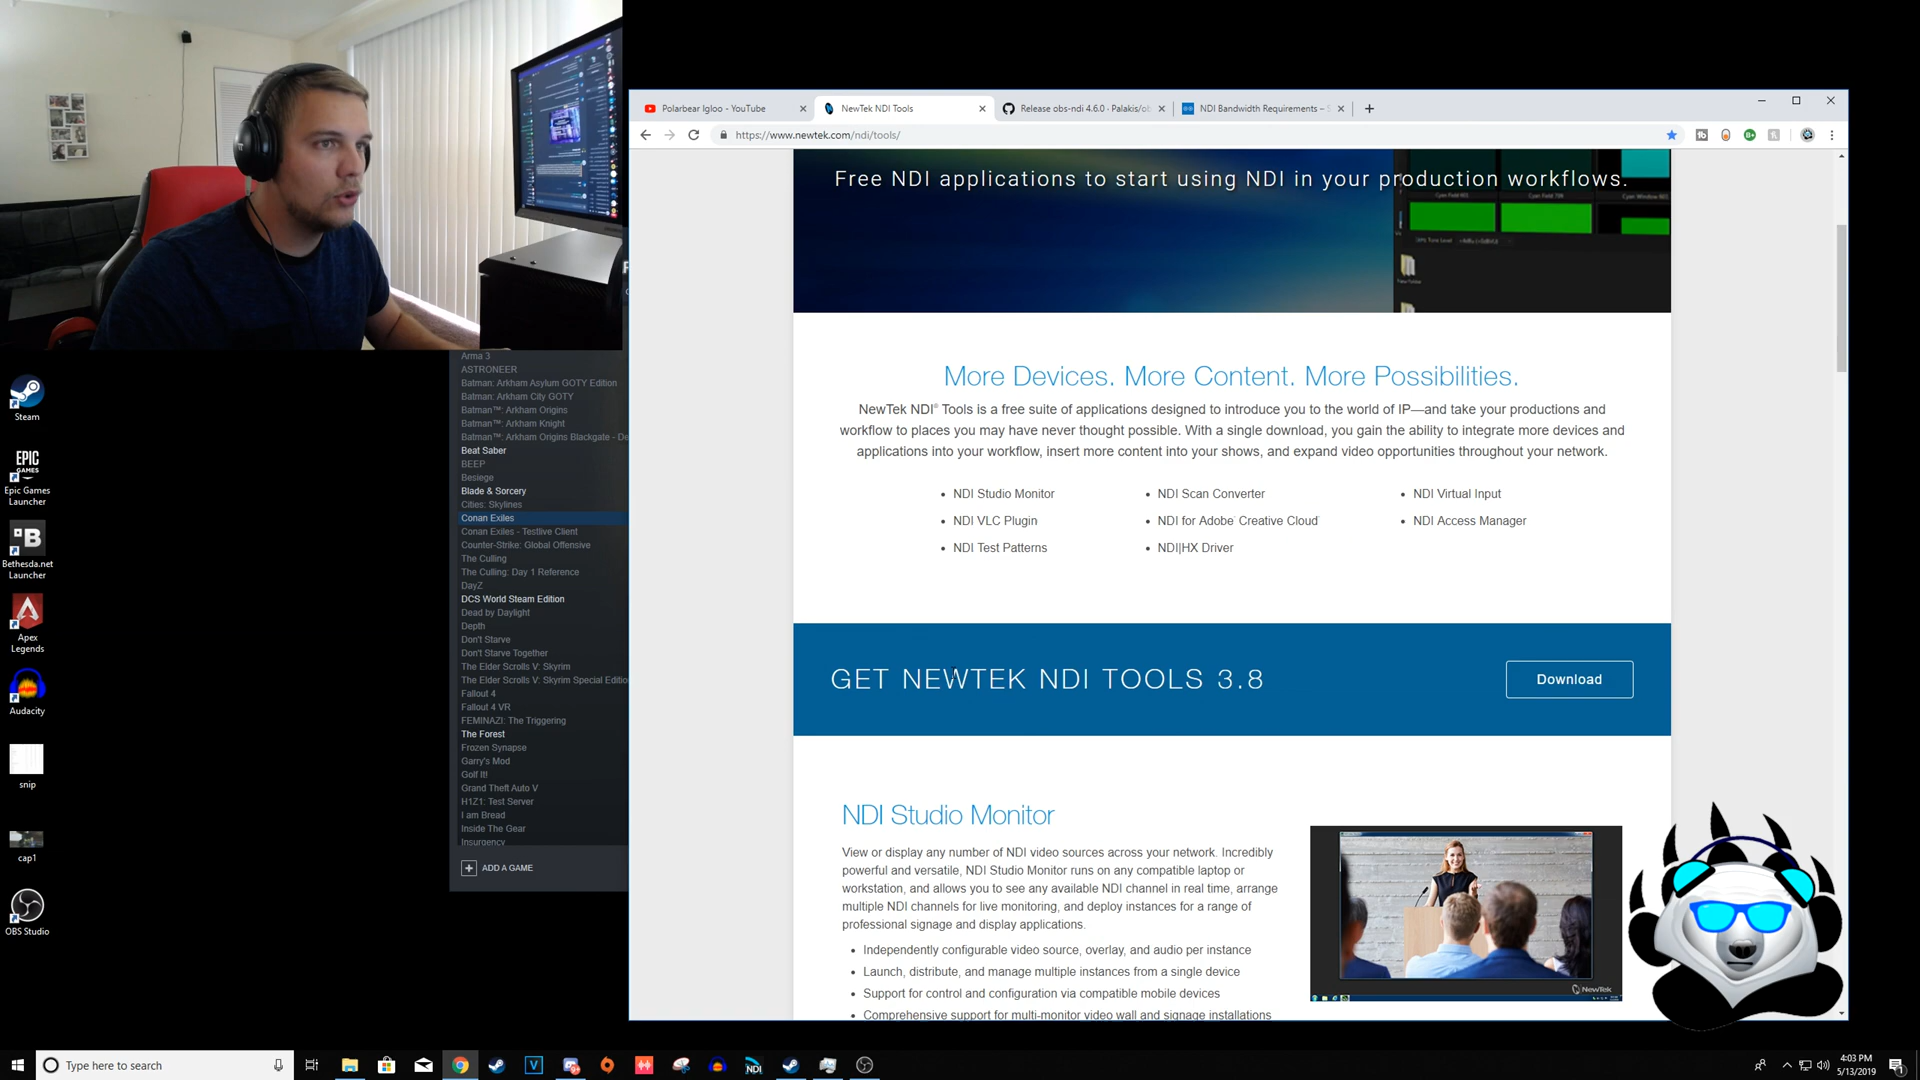 Polarbear Igloo - YouTube
NewTek NDI Tools
Release obs-ndi 4.6.0 · Palakis/ob
NDI Bandwidth Requirements –
https://www.newtek.com/ndi/tools/
Free NDI applications to start using NDI in your production workflows.
More Devices. More Content. More Possibilities.
NewTek NDI® Tools is a free suite of applications designed to introduce you to the world of IP—and take your productions and
workflow to places you may have never thought possible. With a single download, you gain the ability to integrate more devices and
applications into your workflow, insert more content into your shows, and expand video opportunities throughout your network.
NDI Studio Monitor
NDI Scan Converter
NDI Virtual Input
NDI VLC Plugin
NDI for Adobe Creative Cloud
NDI Access Manager
NDI Test Patterns
NDI|HX Driver
GET NEWTEK NDI TOOLS 3.8
Download
NDI Studio Monitor
View or display any number of NDI video sources across your network. Incredibly
powerful and versatile, NDI Studio Monitor runs on any compatible laptop or
workstation, and allows you to see any available NDI channel in real time, arrange
multiple NDI channels for live monitoring, and deploy instances for a range of
professional signage and display applications.
Independently configurable video source, overlay, and audio per instance
Launch, distribute, and manage multiple instances from a single device
Support for control and configuration via compatible mobile devices
Comprehensive support for multi-monitor video wall and signage installations
NewTek
Arma 3
ASTRONEER
Batman: Arkham Asylum GOTY Edition
Batman: Arkham City GOTY
Batman™: Arkham Origins
Batman™: Arkham Knight
Batman™: Arkham Origins Blackgate - De
Beat Saber
BEEP
Besiege
Blade & Sorcery
Cities: Skylines
Conan Exiles
Conan Exiles - Testlive Client
Counter-Strike: Global Offensive
The Culling
The Culling: Day 1 Reference
DayZ
DCS World Steam Edition
Dead by Daylight
Depth
Don't Starve
Don't Starve Together
The Elder Scrolls V: Skyrim
The Elder Scrolls V: Skyrim Special Edition
Fallout 4
Fallout 4 VR
FEMINAZI: The Triggering
The Forest
Frozen Synapse
Garry's Mod
Golf It!
Grand Theft Auto V
H1Z1: Test Server
I am Bread
Inside The Gear
Insurgency
ADD A GAME
Steam
EPIC
GAMES
Epic Games
Launcher
Bethesda.net
Launcher
Apex
Legends
Audacity
snip
cap1
OBS Studio
Type here to search
NDI
4:03 PM
5/13/2019